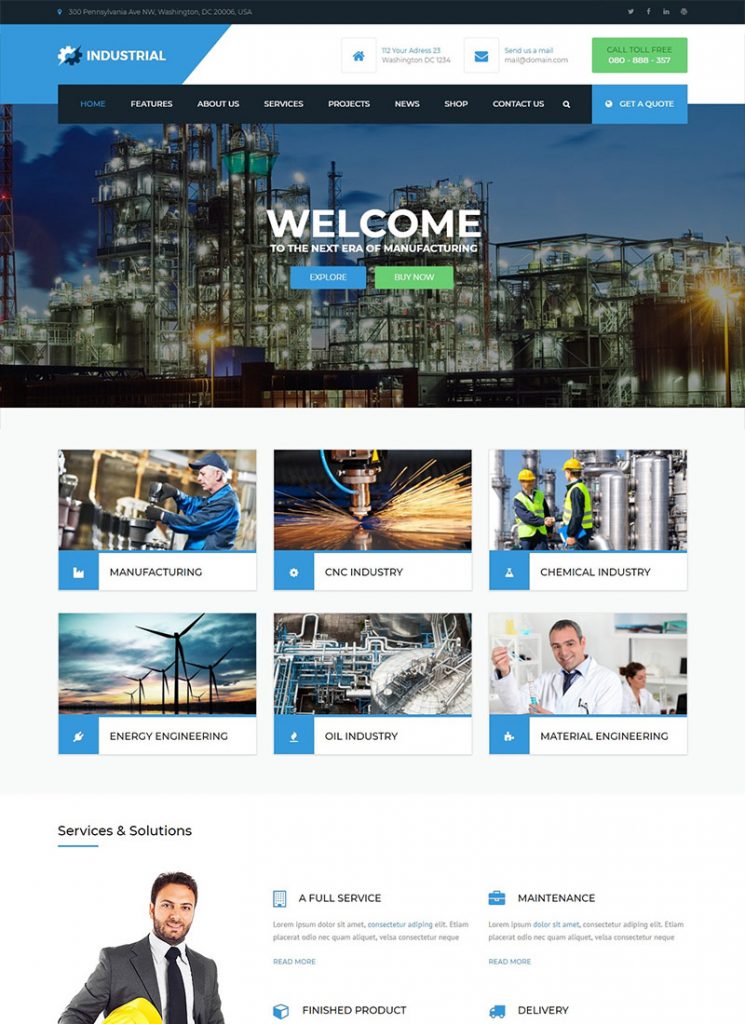 300 Pennsylvania Ave NW, Washington, DC 20006, USA
INDUSTRIAL
112 Your Adress 23
Washington DC 1234
Send us a mail
mail@domain.com
CALL TOLL FREE
080 - 888 - 357
HOME FEATURES ABOUT US SERVICES PROJECTS NEWS SHOP CONTACT US GET A QUOTE
WELCOME
TO THE NEXT ERA OF MANUFACTURING
EXPLORE BUY NOW
MANUFACTURING CNC INDUSTRY CHEMICAL INDUSTRY
ENERGY ENGINEERING OIL INDUSTRY MATERIAL ENGINEERING
Services & Solutions
A FULL SERVICE
Lorem ipsum dolor sit amet, consectetur adiping elit. Etiam
placerat odio nec quam aliquet, velsa consectetur neque
READ MORE
MAINTENANCE
Lorem ipsum dolor sit amet, consectetur adiping elit. Etiam
placerat odio nec quam aliquet, velsa consectetur neque
READ MORE
FINISHED PRODUCT
DELIVERY